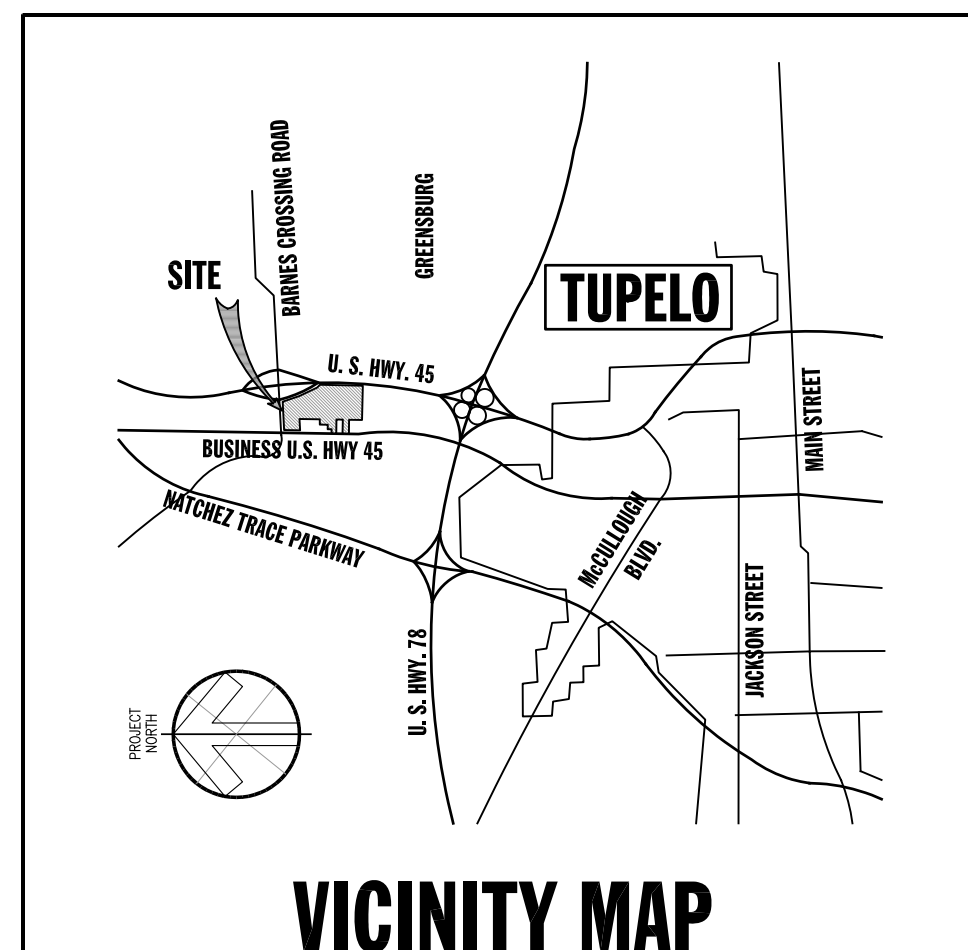 BARNES CROSSING ROAD
GREENSBURG
SITE
TUPELO
U. S. HWY. 45
MAIN STREET
BUSINESS U.S. HWY 45
NATCHEZ TRACE PARKWAY
McCULLOUGH
BLVD.
JACKSON STREET
U. S. HWY. 78
PROJECT
NORTH
VICINITY MAP